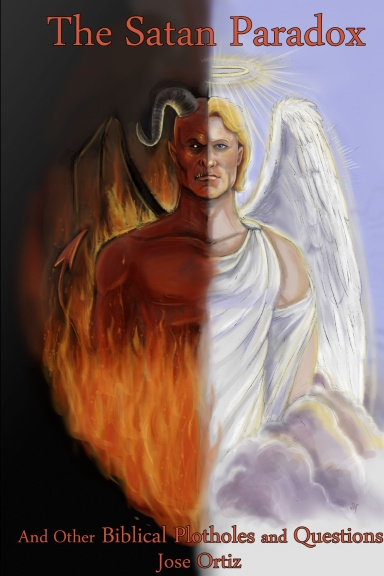 The Satan Paradox
And Other Biblical Plotholes and Questions
Jose Ortiz